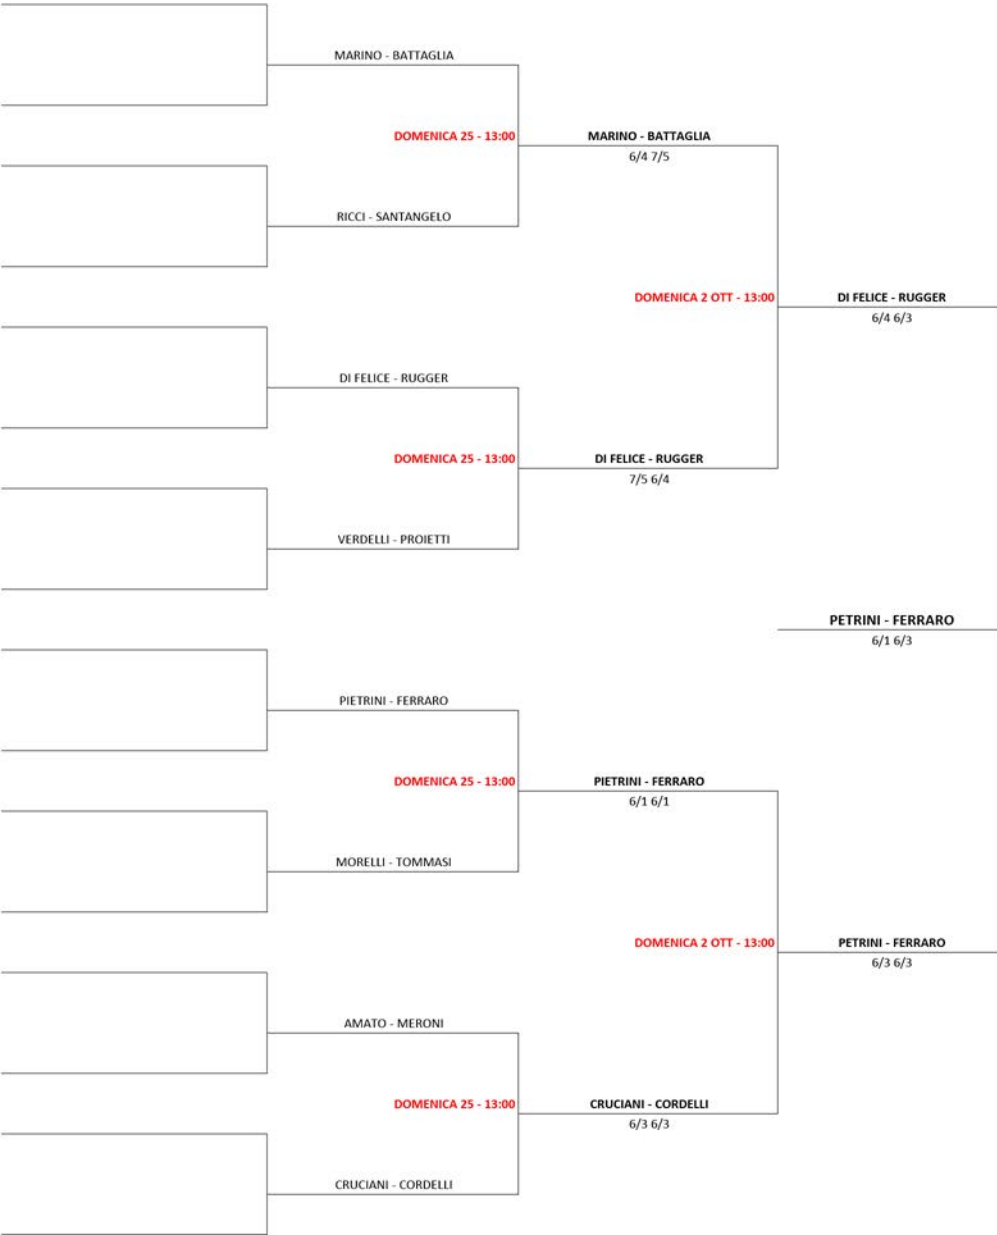 MARINO - BATTAGLIA
DOMENICA 25 - 13:00
MARINO - BATTAGLIA
6/4 7/5
RICCI - SANTANGELO
DOMENICA 2 OTT - 13:00
DI FELICE - RUGGER
6/4 6/3
DI FELICE - RUGGER
DOMENICA 25 - 13:00
DI FELICE - RUGGER
7/5 6/4
VERDELLI - PROIETTI
PETRINI - FERRARO
6/1 6/3
PIETRINI - FERRARO
DOMENICA 25 - 13:00
PIETRINI - FERRARO
6/1 6/1
MORELLI - TOMMASI
DOMENICA 2 OTT - 13:00
PETRINI - FERRARO
6/3 6/3
AMATO - MERONI
DOMENICA 25 - 13:00
CRUCIANI - CORDELLI
6/3 6/3
CRUCIANI - CORDELLI